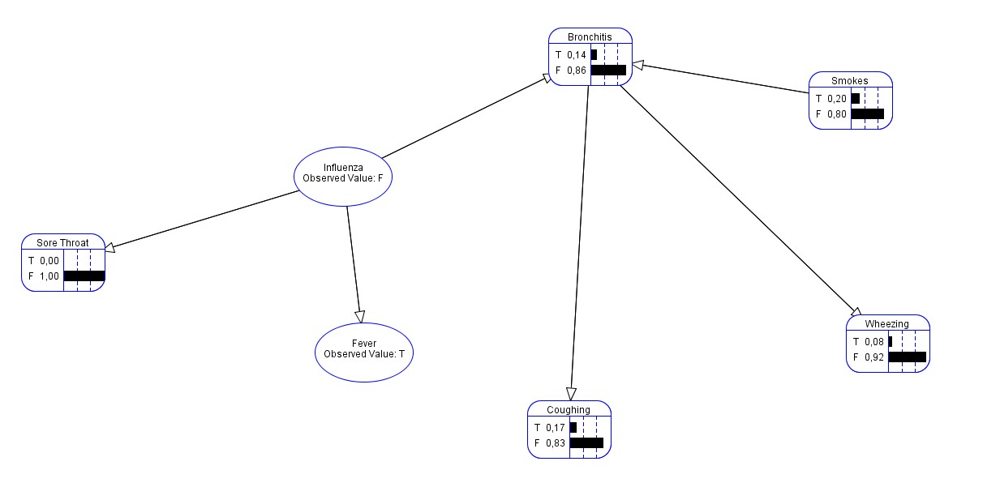 Bronchitis
T 0,14
F 0,86
Smokes
T 0,20
F 0,80
Influenza
Observed Value: F
Sore Throat
T 0,00
F 1,00
Fever
Observed Value: T
Wheezing
T 0,08
F 0,92
Coughing
T 0,17
F 0,83